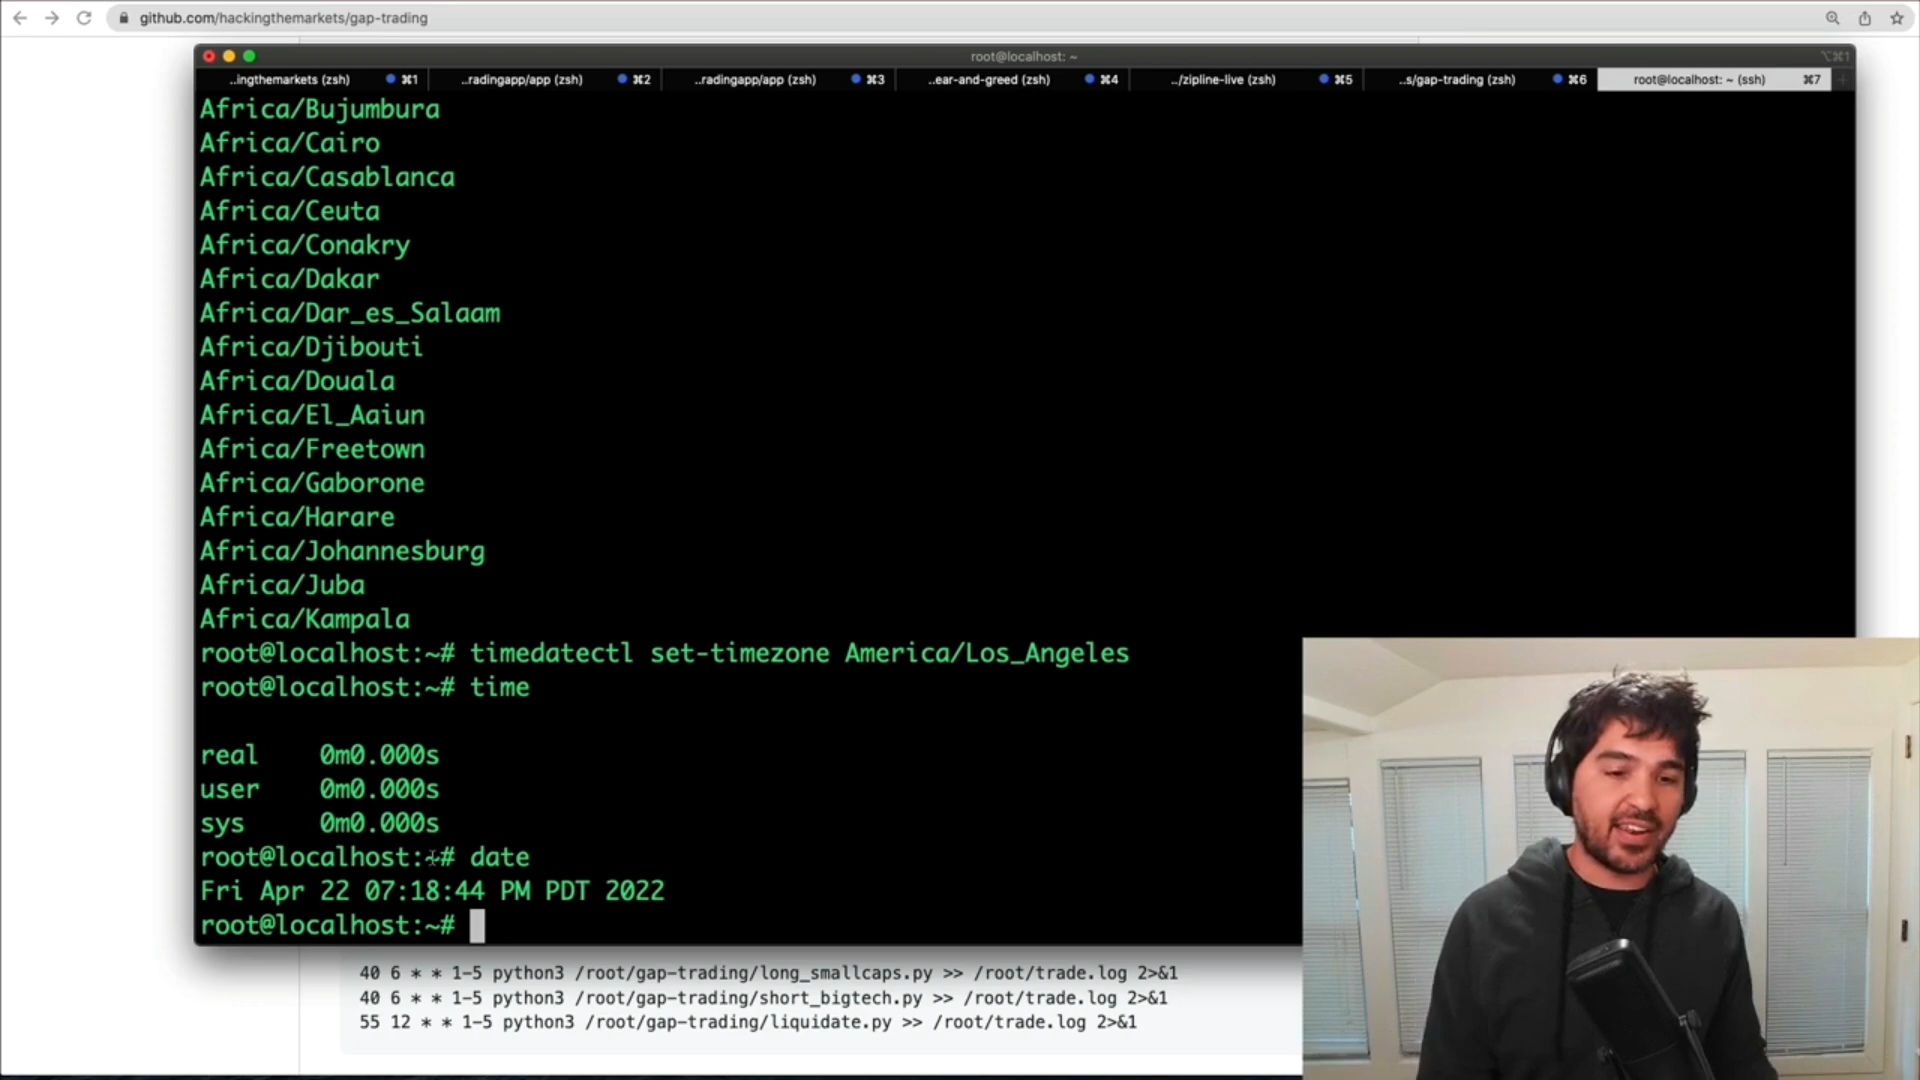 github.com/hackingthemarkets/gap-trading
root@localhost: ~
⌥⌘1
..ingthemarkets (zsh) ⌘1 ..radingapp/app (zsh) ⌘2 ..radingapp/app (zsh) ⌘3 ..ear-and-greed (zsh) ⌘4 ../zipline-live (zsh) ⌘5 ..s/gap-trading (zsh) ⌘6 root@localhost: ~ (ssh) ⌘7
Africa/Bujumbura
Africa/Cairo
Africa/Casablanca
Africa/Ceuta
Africa/Conakry
Africa/Dakar
Africa/Dar_es_Salaam
Africa/Djibouti
Africa/Douala
Africa/El_Aaiun
Africa/Freetown
Africa/Gaborone
Africa/Harare
Africa/Johannesburg
Africa/Juba
Africa/Kampala
root@localhost:~# timedatectl set-timezone America/Los_Angeles
root@localhost:~# time
real 0m0.000s
user 0m0.000s
sys 0m0.000s
root@localhost:~# date
Fri Apr 22 07:18:44 PM PDT 2022
root@localhost:~#
40 6 * * 1-5 python3 /root/gap-trading/long_smallcaps.py >> /root/trade.log 2>&1
40 6 * * 1-5 python3 /root/gap-trading/short_bigtech.py >> /root/trade.log 2>&1
55 12 * * 1-5 python3 /root/gap-trading/liquidate.py >> /root/trade.log 2>&1